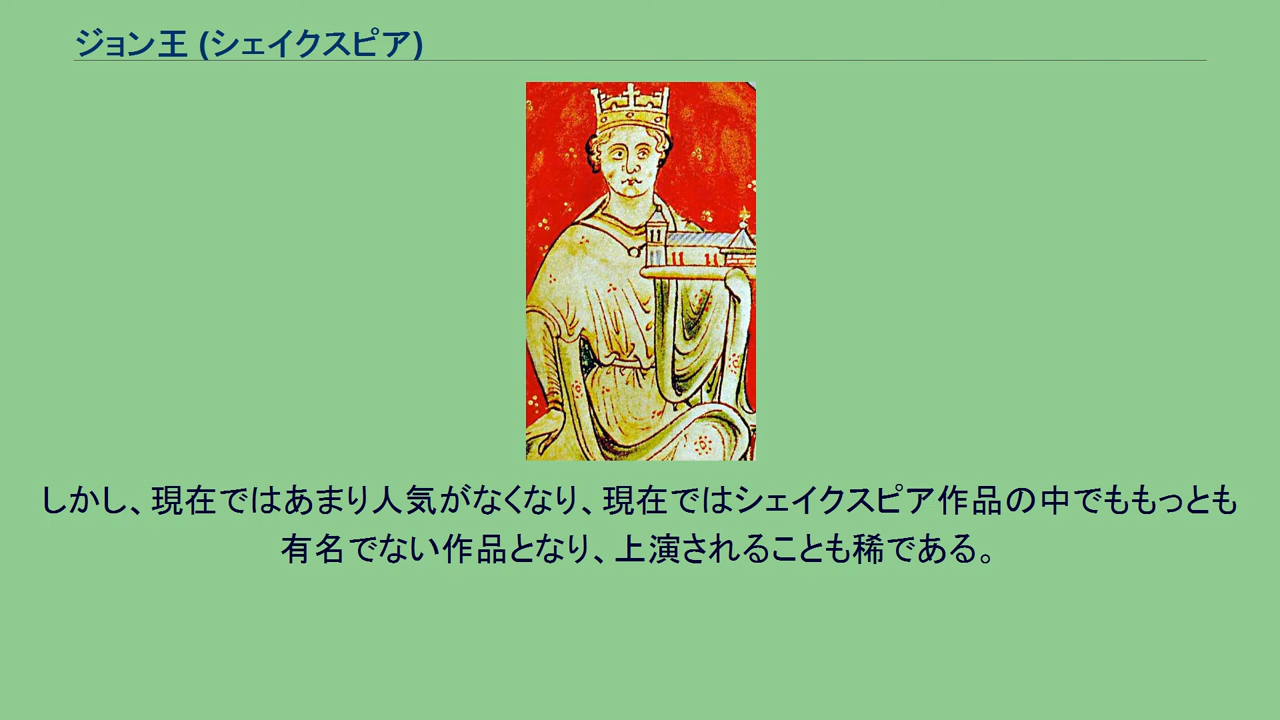 ジョン王 (シェイクスピア)
しかし、現在ではあまり人気がなくなり、現在ではシェイクスピア作品の中でももっとも
有名でない作品となり、上演されることも稀である。